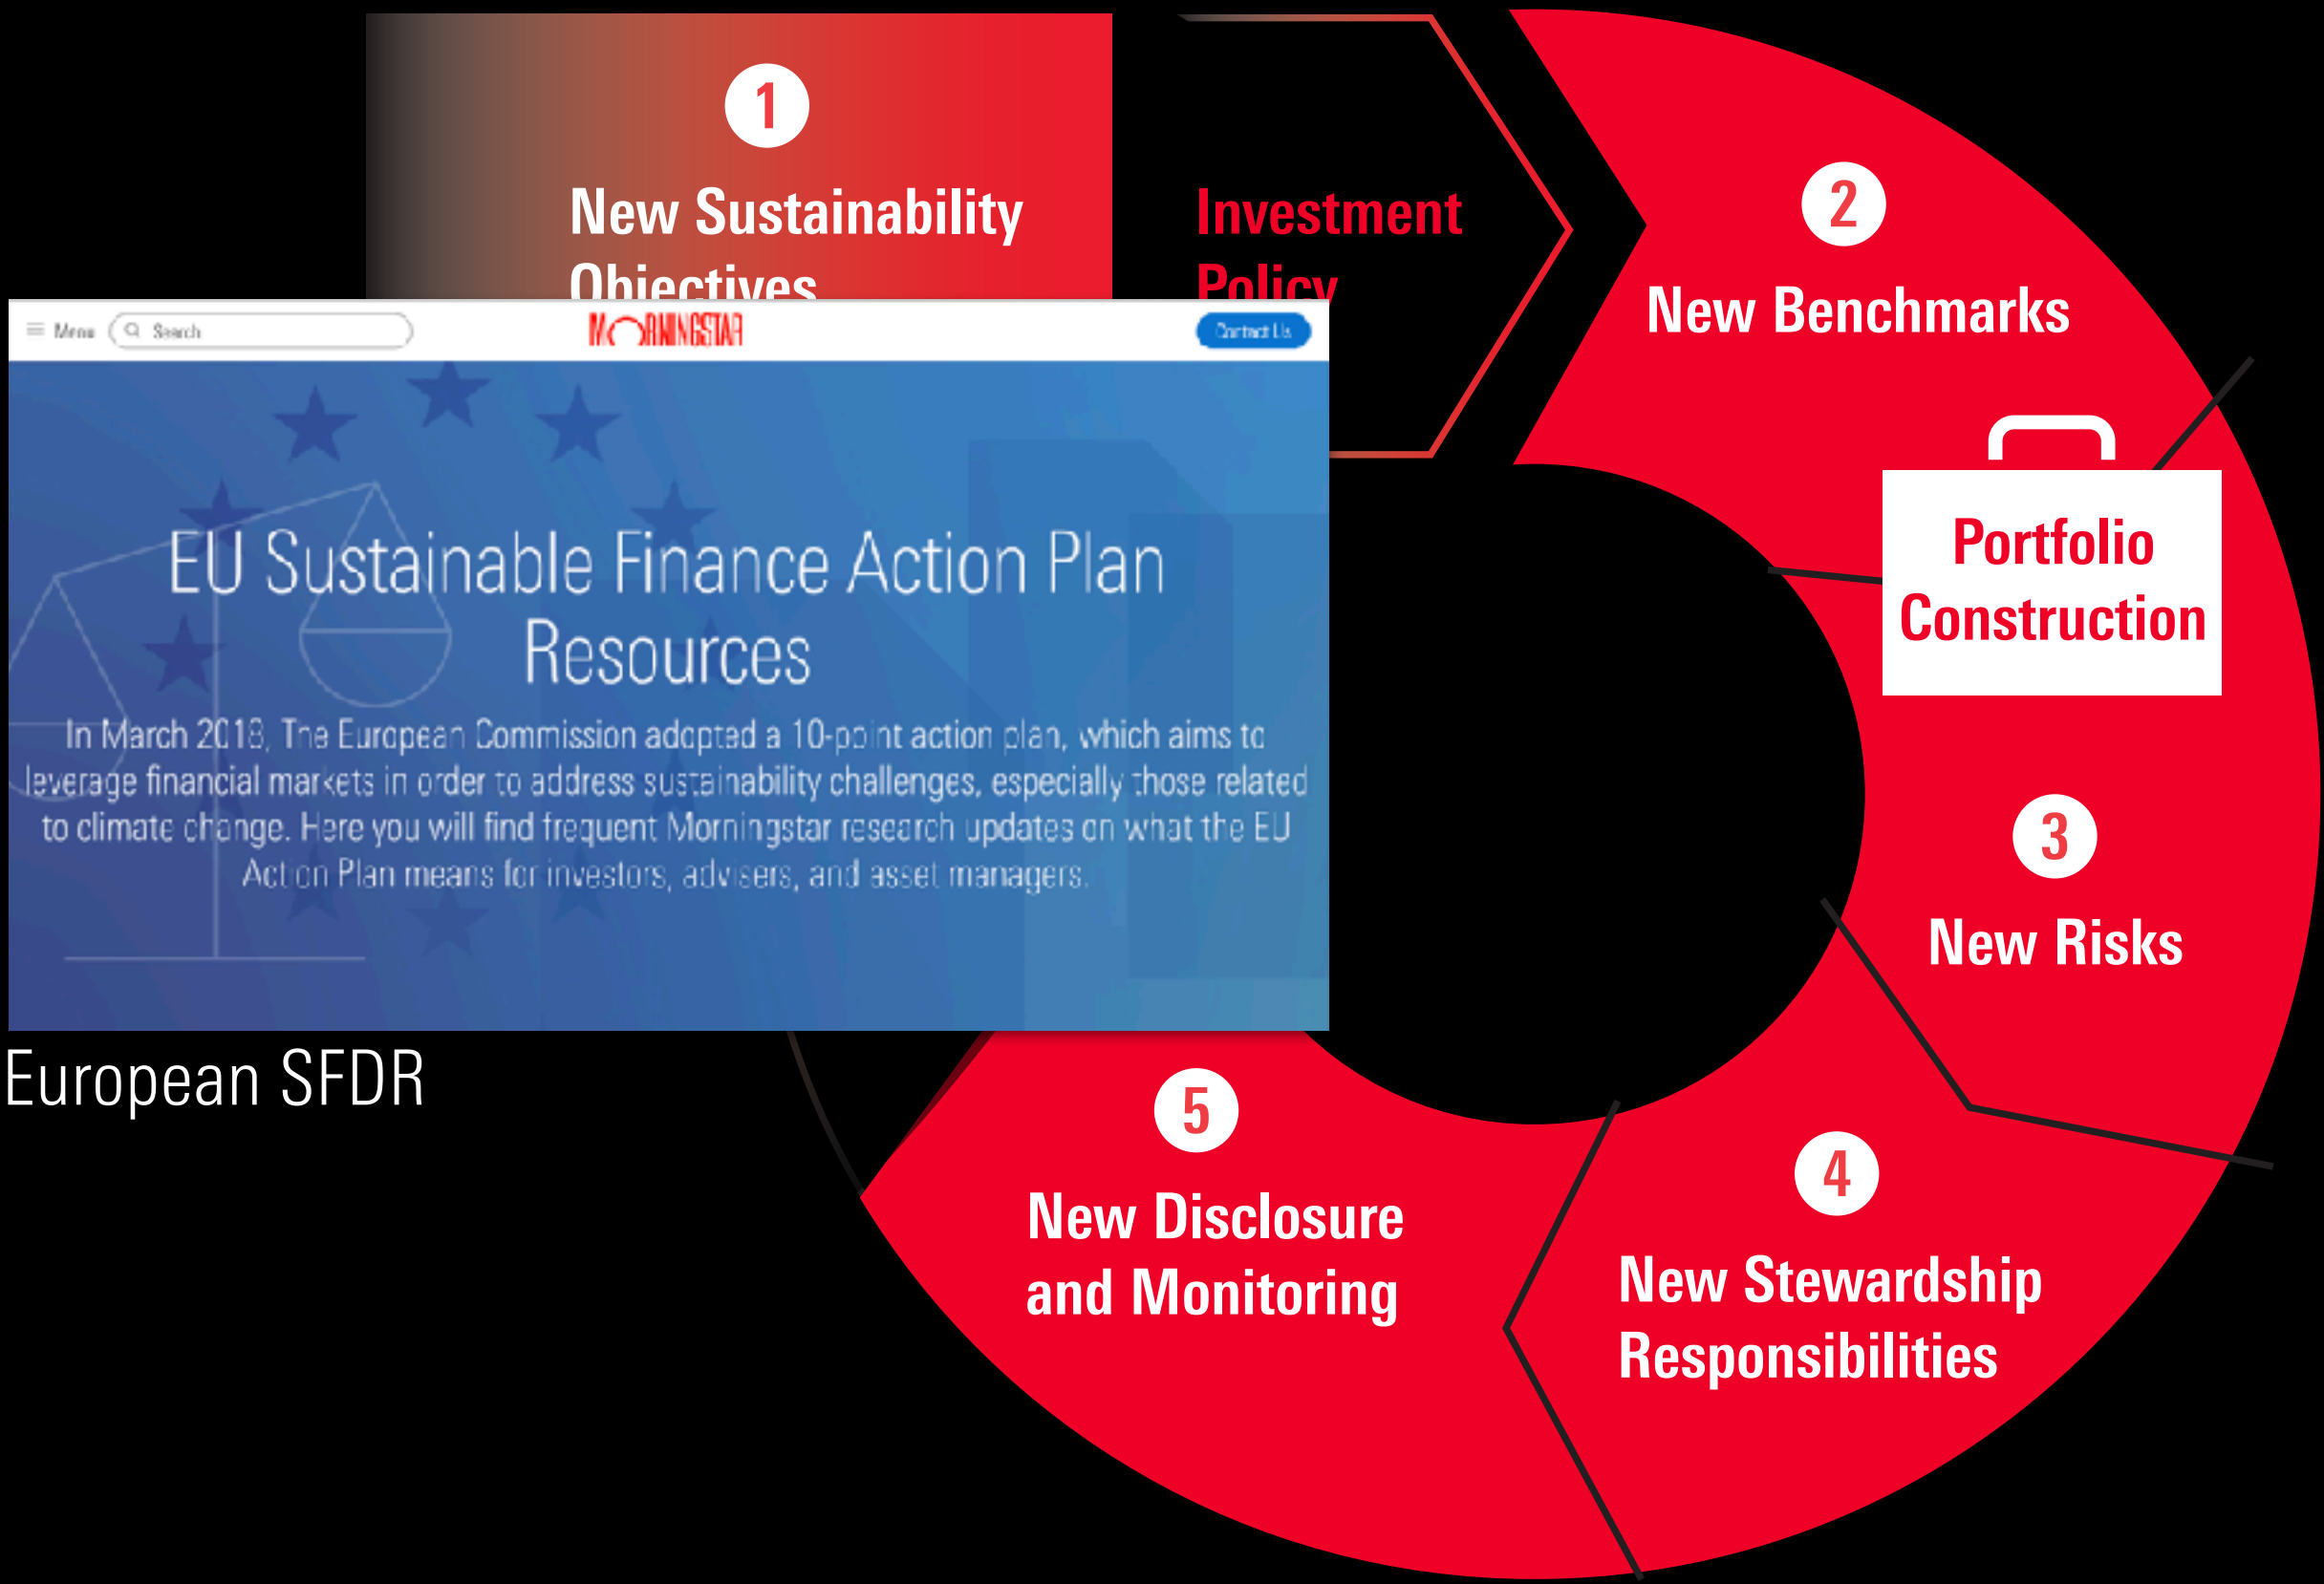 1
New Sustainability
Objectives
Investment
Policy
2
New Benchmarks
Menu
Search
MORNINGSTAR
Contact Us
EU Sustainable Finance Action Plan
Resources
In March 2018, The European Commission adopted a 10-point action plan, which aims to
leverage financial markets in order to address sustainability challenges, especially those related
to climate change. Here you will find frequent Morningstar research updates on what the EU
Action Plan means for investors, advisers, and asset managers.
Portfolio
Construction
3
New Risks
European SFDR
5
New Disclosure
and Monitoring
4
New Stewardship
Responsibilities